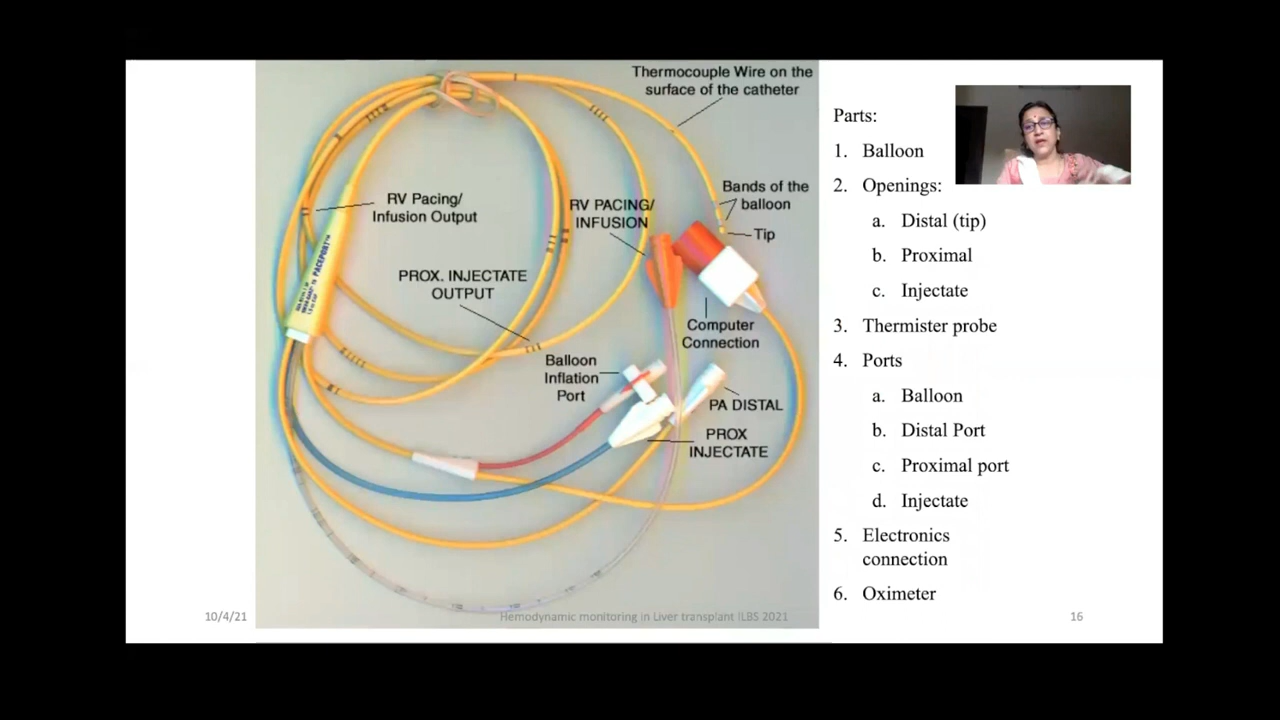 Thermocouple Wire on the
surface of the catheter
RV Pacing/
Infusion Output
RV PACING/
INFUSION
Bands of the
balloon
Tip
PROX. INJECTATE
OUTPUT
Computer
Connection
Balloon
Inflation
Port
PA DISTAL
PROX
INJECTATE
PACEPORT™
Parts:
1. Balloon
2. Openings:
a. Distal (tip)
b. Proximal
c. Injectate
3. Thermister probe
4. Ports
a. Balloon
b. Distal Port
c. Proximal port
d. Injectate
5. Electronics
connection
6. Oximeter
10/4/21
Hemodynamic monitoring in Liver transplant ILBS 2021
16